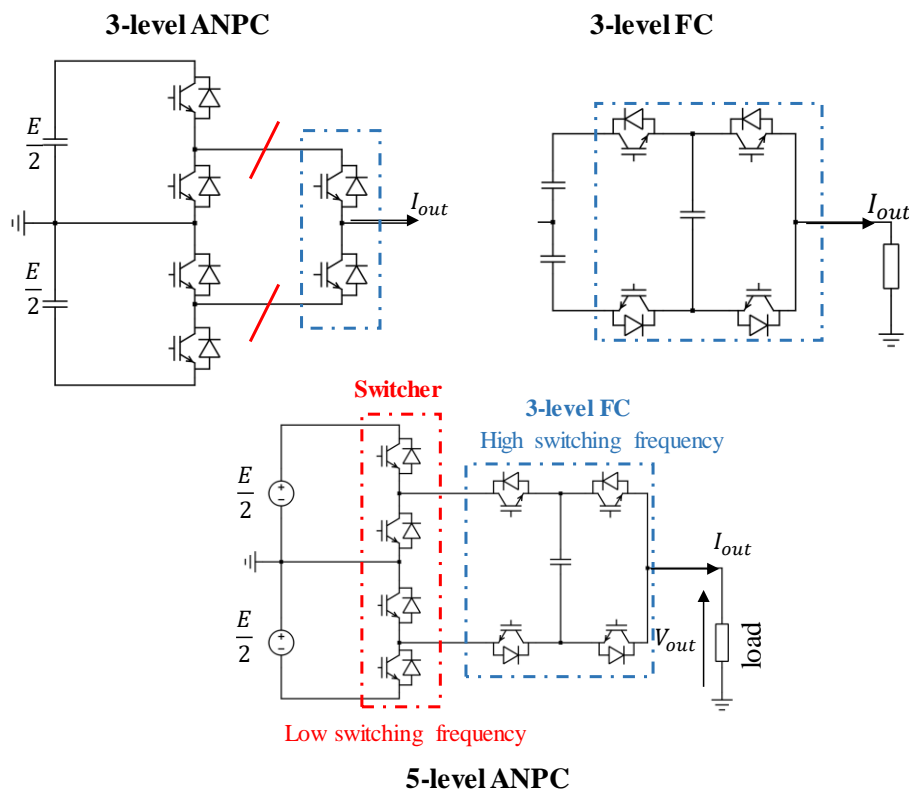 3-level ANPC
3-level FC
E
2
E
2
I_out
I_out
Switcher
3-level FC
High switching frequency
E
2
E
2
I_out
V_out
load
Low switching frequency
5-level ANPC